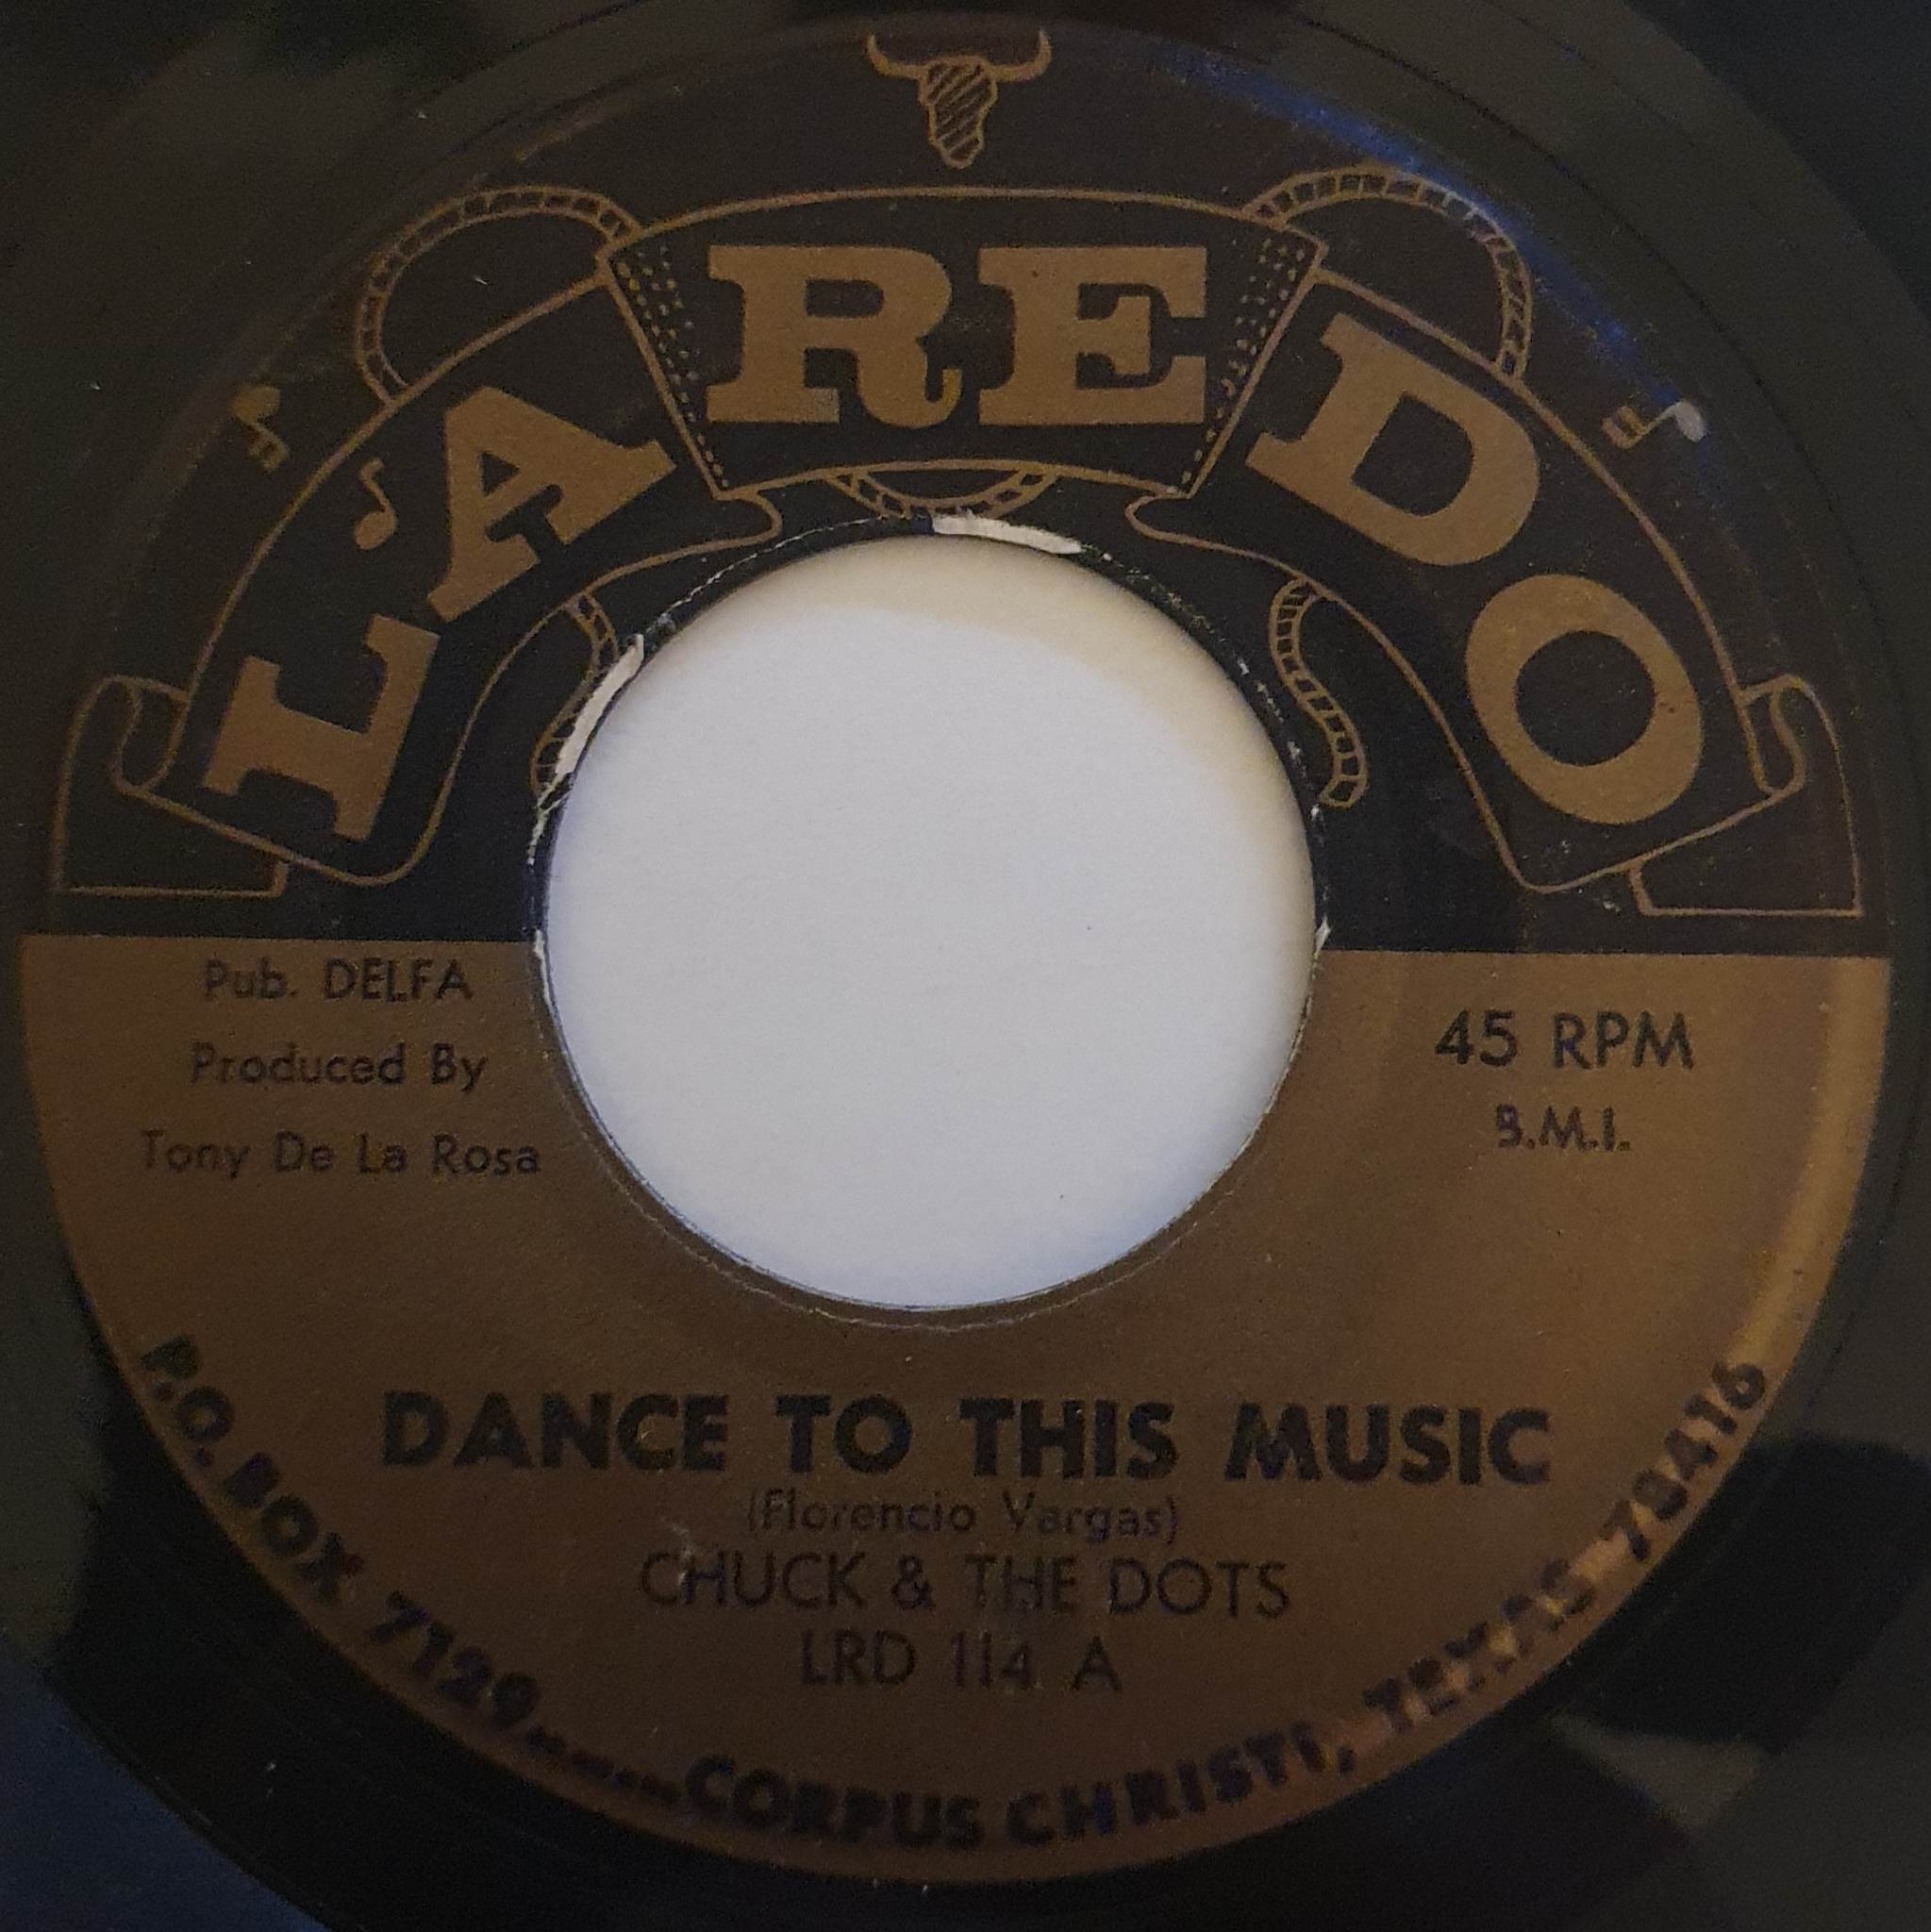 LAREDO
Pub. DELFA
Produced By
Tony De La Rosa
45 RPM
B.M.I.
DANCE TO THIS MUSIC
(Florencio Vargas)
CHUCK & THE DOTS
LRD 114 A
P.O. BOX 7129......CORPUS CHRISTI, TEXAS 78416